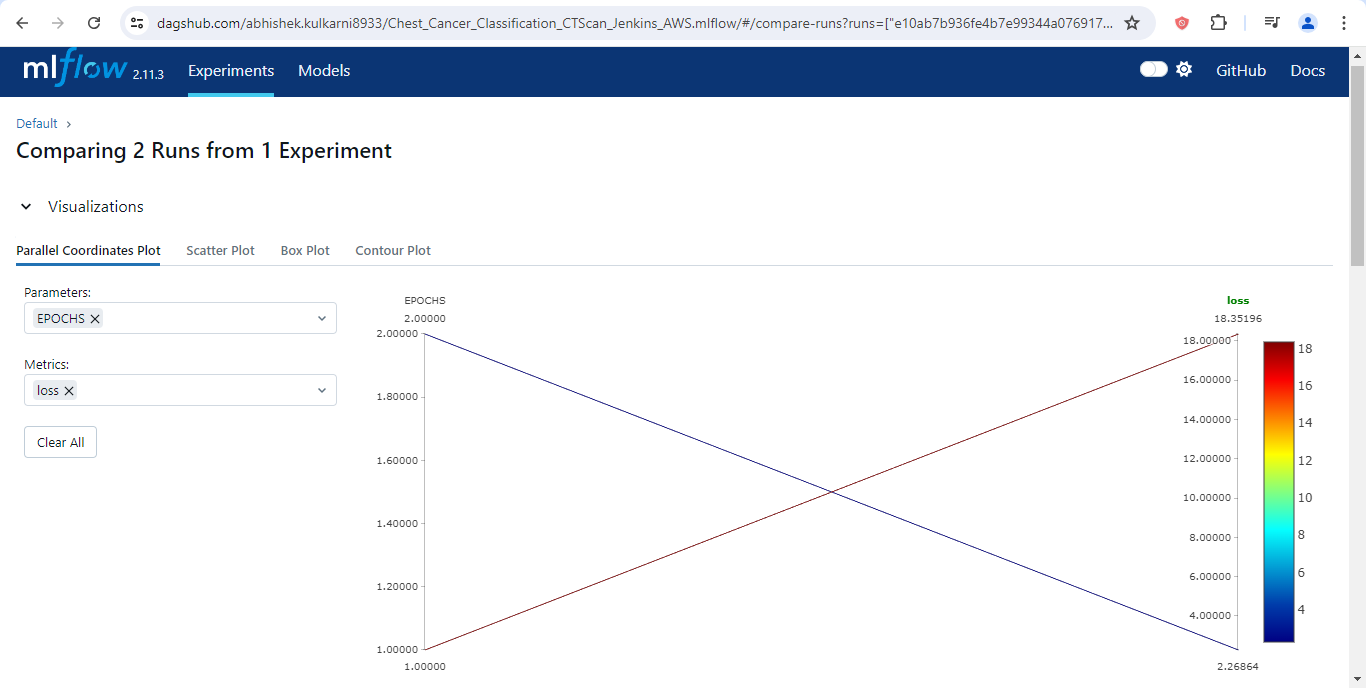 dagshub.com/abhishek.kulkarni8933/Chest_Cancer_Classification_CTScan_Jenkins_AWS.mlflow/#/compare-runs?runs=["e10ab7b936fe4b7e99344a076917...
mlflow 2.11.3 Experiments Models GitHub Docs
Default
Comparing 2 Runs from 1 Experiment
Visualizations
Parallel Coordinates Plot Scatter Plot Box Plot Contour Plot
Parameters:
EPOCHS
Metrics:
loss
Clear All
EPOCHS
2.00000
2.00000
1.80000
1.60000
1.40000
1.20000
1.00000
1.00000
loss
18.35196
18.00000
16.00000
14.00000
12.00000
10.00000
8.00000
6.00000
4.00000
2.26864
18
16
14
12
10
8
6
4